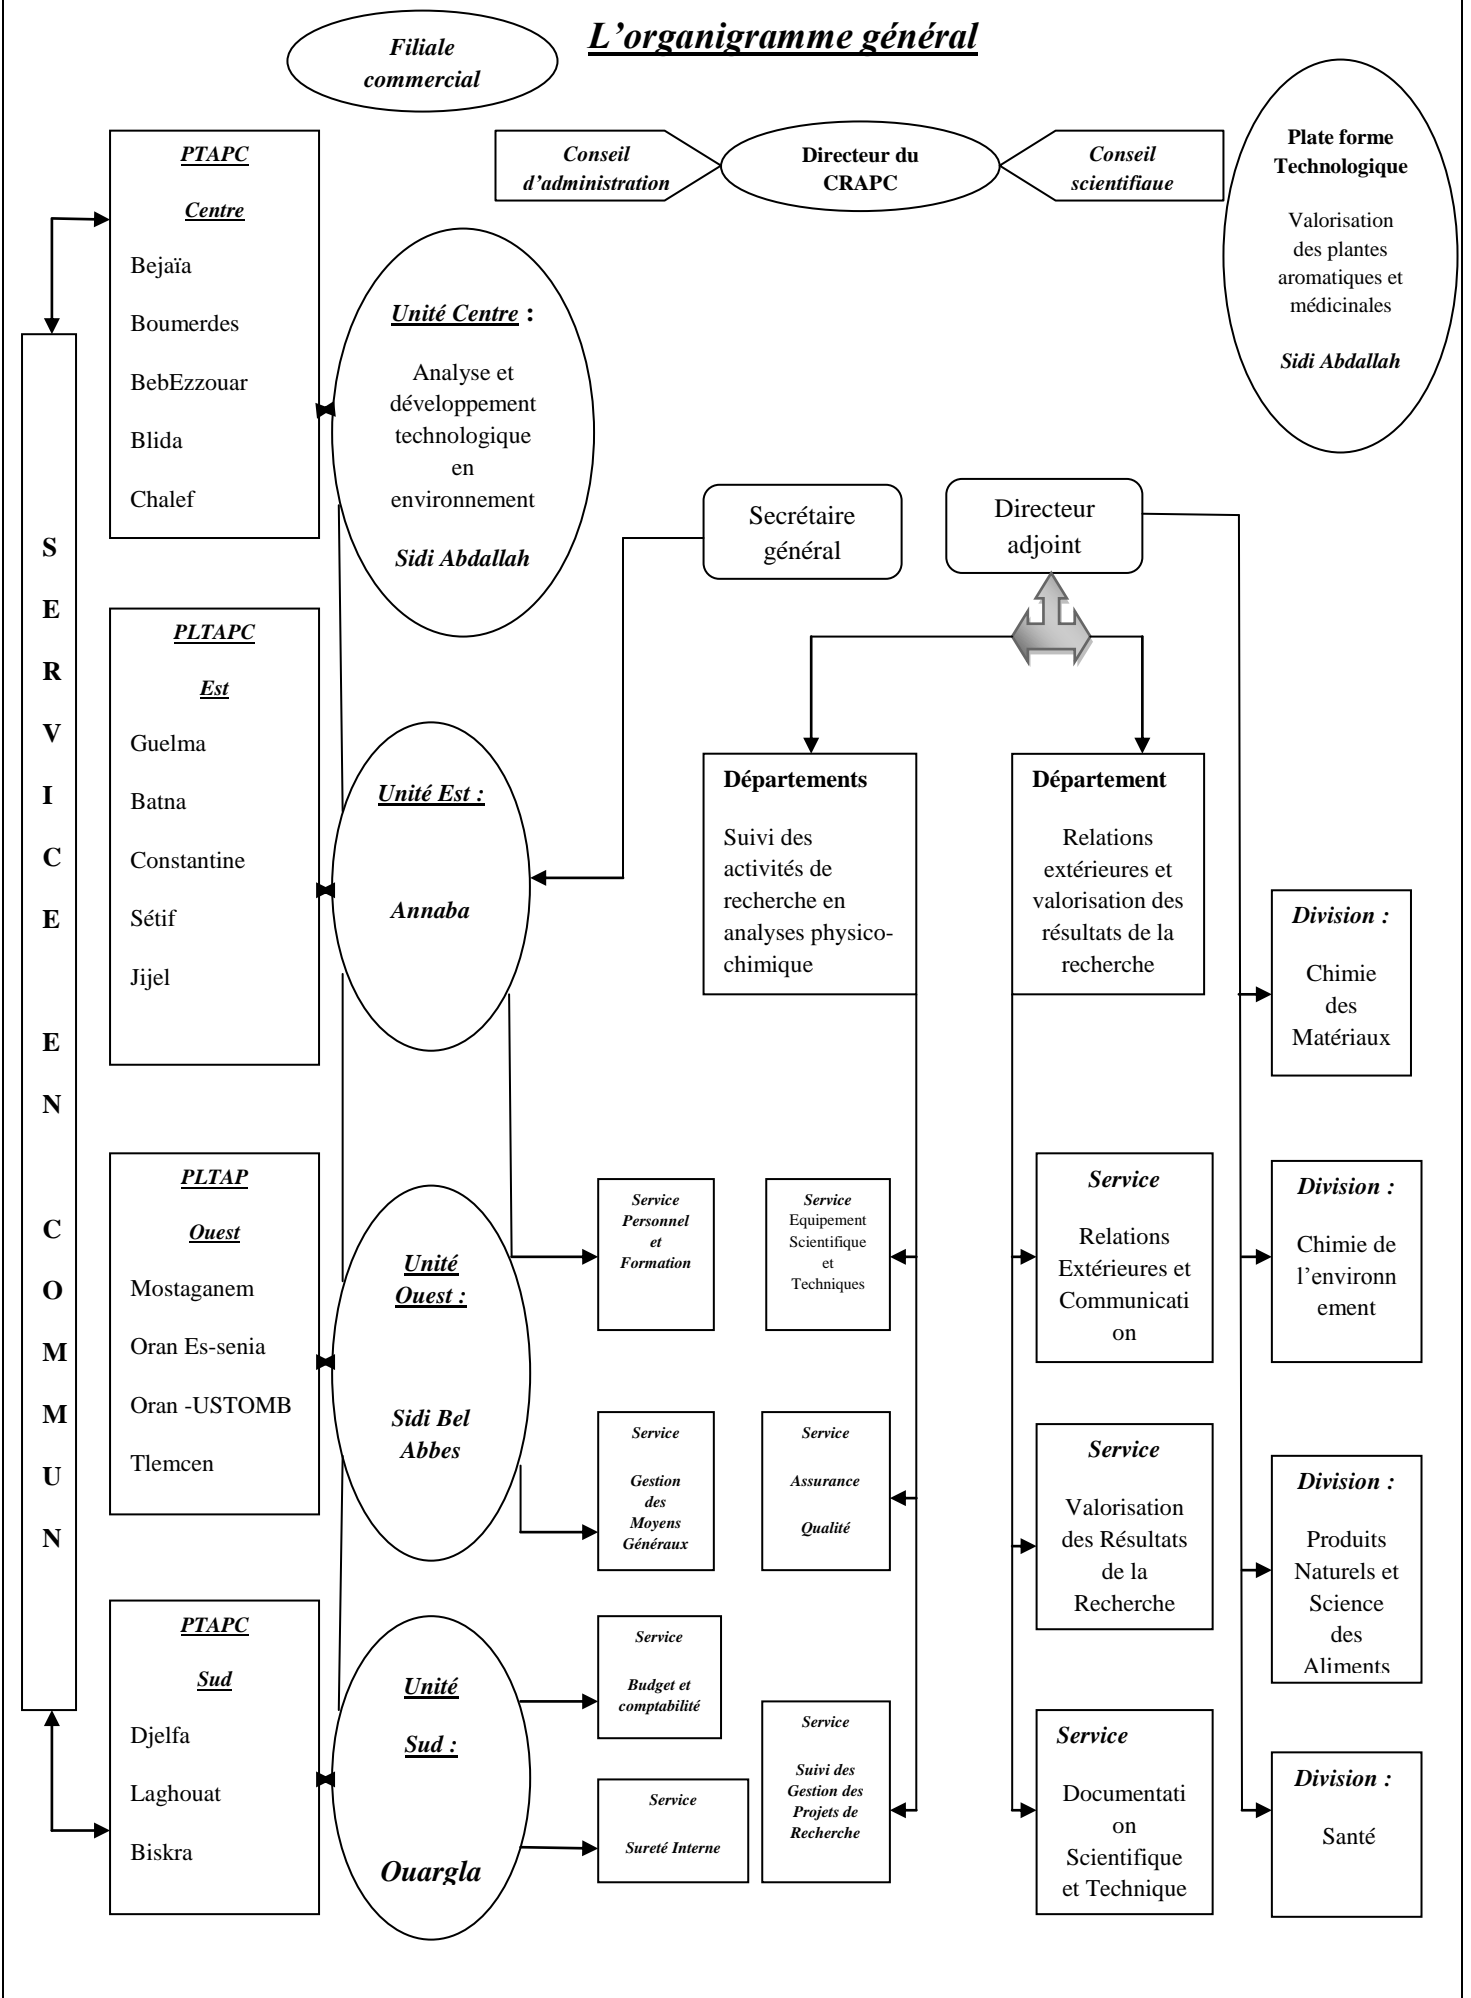 L'organigramme général
Filiale
commercial
Conseil
d'administration
Directeur du
CRAPC
Conseil
scientifiaue
Plate forme
Technologique
Valorisation
des plantes
aromatiques et
médicinales
Sidi Abdallah
PTAPC
Centre
Bejaïa
Boumerdes
BebEzzouar
Blida
Chalef
Unité Centre :
Analyse et
développement
technologique
en
environnement
Sidi Abdallah
Secrétaire
général
Directeur
adjoint
S
E
R
V
I
C
E
E
N
C
O
M
M
U
N
PLTAPC
Est
Guelma
Batna
Constantine
Sétif
Jijel
Unité Est :
Annaba
Départements
Suivi des
activités de
recherche en
analyses physico-
chimique
Département
Relations
extérieures et
valorisation des
résultats de la
recherche
Division :
Chimie
des
Matériaux
PLTAP
Ouest
Mostaganem
Oran Es-senia
Oran -USTOMB
Tlemcen
Unité
Ouest :
Sidi Bel
Abbes
Service
Personnel
et
Formation
Service
Equipement
Scientifique
et
Techniques
Service
Relations
Extérieures et
Communicati
on
Division :
Chimie de
l'environn
ement
Service
Gestion
des
Moyens
Généraux
Service
Assurance
Qualité
Service
Valorisation
des Résultats
de la
Recherche
Division :
Produits
Naturels et
Science
des
Aliments
PTAPC
Sud
Djelfa
Laghouat
Biskra
Unité
Sud :
Ouargla
Service
Budget et
comptabilité
Service
Sureté Interne
Service
Suivi des
Gestion des
Projets de
Recherche
Service
Documentati
on
Scientifique
et Technique
Division :
Santé